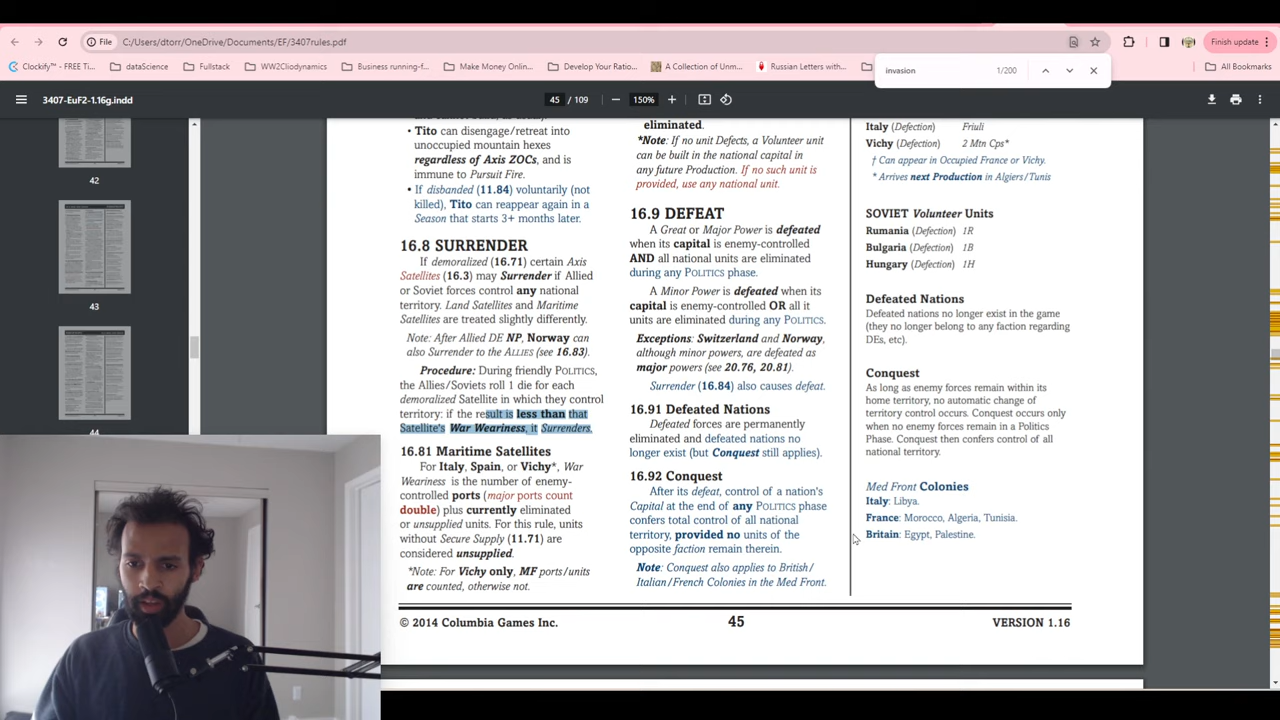 File
C:/Users/dtorr/OneDrive/Documents/EF/3407rules.pdf
Finish update
Clockify™ - FREE Ti...
dataScience
Fundraising
WW2Cliodynamics
Business running-f...
Make Money Onlin...
Develop Your Ratio...
A Collection of Unm...
Russian Letters with...
All Bookmarks
invasion
1/200
3407-EuF2-1.16g.indd
45 / 109
150%
42
43
44
• Tito can disengage/retreat into
unoccupied mountain hexes
regardless of Axis ZOCs, and is
immune to Pursuit Fire.
• If disbanded (11.84) voluntarily (not
killed), Tito can reappear again in a
Season that starts 3+ months later.
16.8 SURRENDER
If demoralized (16.71) certain Axis
Satellites (16.3) may Surrender if Allied
or Soviet forces control any national
territory. Land Satellites and Maritime
Satellites are treated slightly differently.
Note: After Allied DE NP, Norway can
also Surrender to the ALLIES (see 16.83).
Procedure: During friendly POLITICS,
the Allies/Soviets roll 1 die for each
demoralized Satellite in which they control
territory: if the result is less than that
Satellite's War Weariness, it Surrenders.
16.81 Maritime Satellites
For Italy, Spain, or Vichy*, War
Weariness is the number of enemy-
controlled ports (major ports count
double) plus currently eliminated
or unsupplied units. For this rule, units
without Secure Supply (11.71) are
considered unsupplied.
*Note: For Vichy only, MF ports/units
are counted, otherwise not.
eliminated.
*Note: If no unit Defects, a Volunteer unit
can be built in the national capital in
any future Production. If no such unit is
provided, use any national unit.
16.9 DEFEAT
A Great or Major Power is defeated
when its capital is enemy-controlled
AND all national units are eliminated
during any POLITICS phase.
A Minor Power is defeated when its
capital is enemy-controlled OR all it
units are eliminated during any POLITICS.
Exceptions: Switzerland and Norway,
although minor powers, are defeated as
major powers (see 20.76, 20.81).
Surrender (16.84) also causes defeat.
16.91 Defeated Nations
Defeated forces are permanently
eliminated and defeated nations no
longer exist (but Conquest still applies).
16.92 Conquest
After its defeat, control of a nation's
Capital at the end of any POLITICS phase
confers total control of all national
territory, provided no units of the
opposite faction remain therein.
Note: Conquest also applies to British/
Italian/French Colonies in the Med Front.
Italy (Defection) Friuli
Vichy (Defection) 2 Mtn Cps*
† Can appear in Occupied France or Vichy.
* Arrives next Production in Algiers/Tunis
SOVIET Volunteer Units
Rumania (Defection) 1R
Bulgaria (Defection) 1B
Hungary (Defection) 1H
Defeated Nations
Defeated nations no longer exist in the game
(they no longer belong to any faction regarding
DEs, etc).
Conquest
As long as enemy forces remain within its
home territory, no automatic change of
territory control occurs. Conquest occurs only
when no enemy forces remain in a Politics
Phase. Conquest then confers control of all
national territory.
Med Front Colonies
Italy: Libya.
France: Morocco, Algeria, Tunisia.
Britain: Egypt, Palestine.
© 2014 Columbia Games Inc.
45
VERSION 1.16